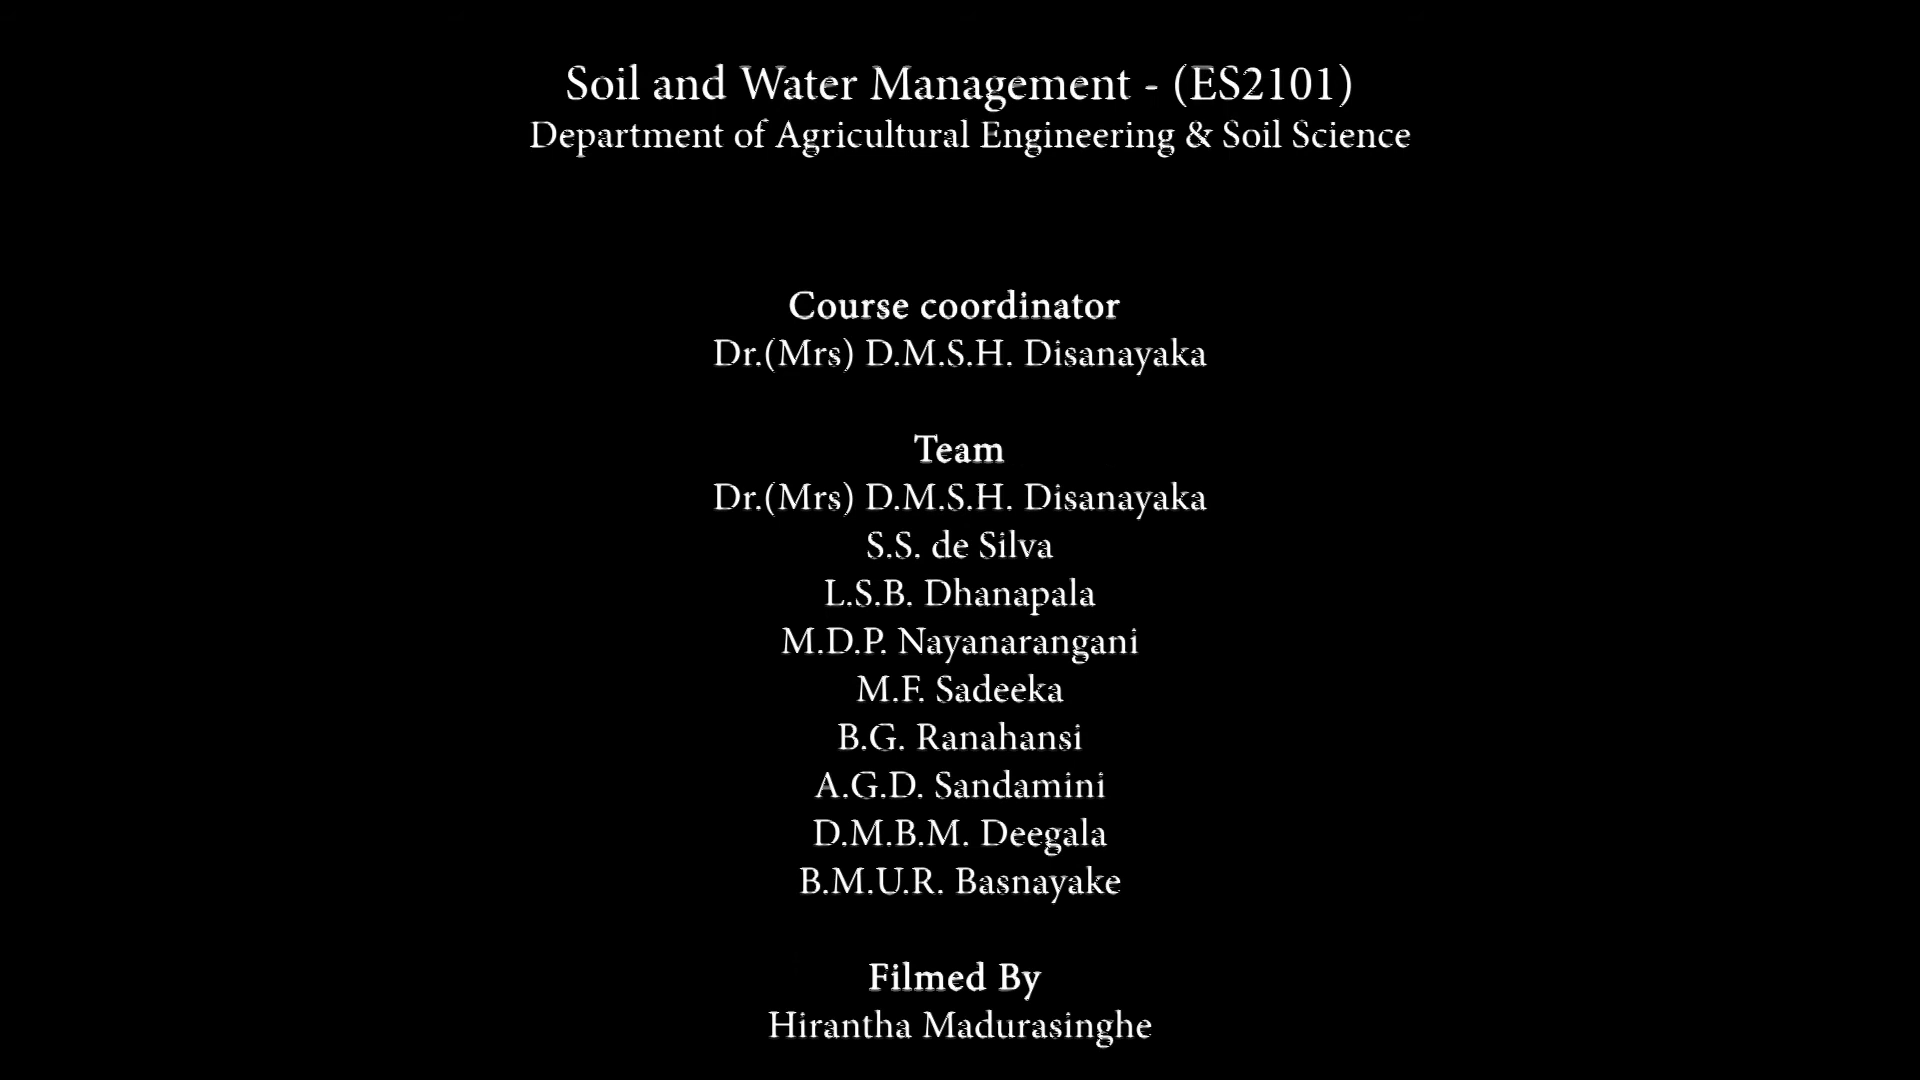 Soil and Water Management - (ES2101)
Department of Agricultural Engineering & Soil Science
Course coordinator
Dr.(Mrs) D.M.S.H. Disanayaka
Team
Dr.(Mrs) D.M.S.H. Disanayaka
S.S. de Silva
L.S.B. Dhanapala
M.D.P. Nayanarangani
M.F. Sadeeka
B.G. Ranahansi
A.G.D. Sandamini
D.M.B.M. Deegala
B.M.U.R. Basnayake
Filmed By
Hirantha Madurasinghe